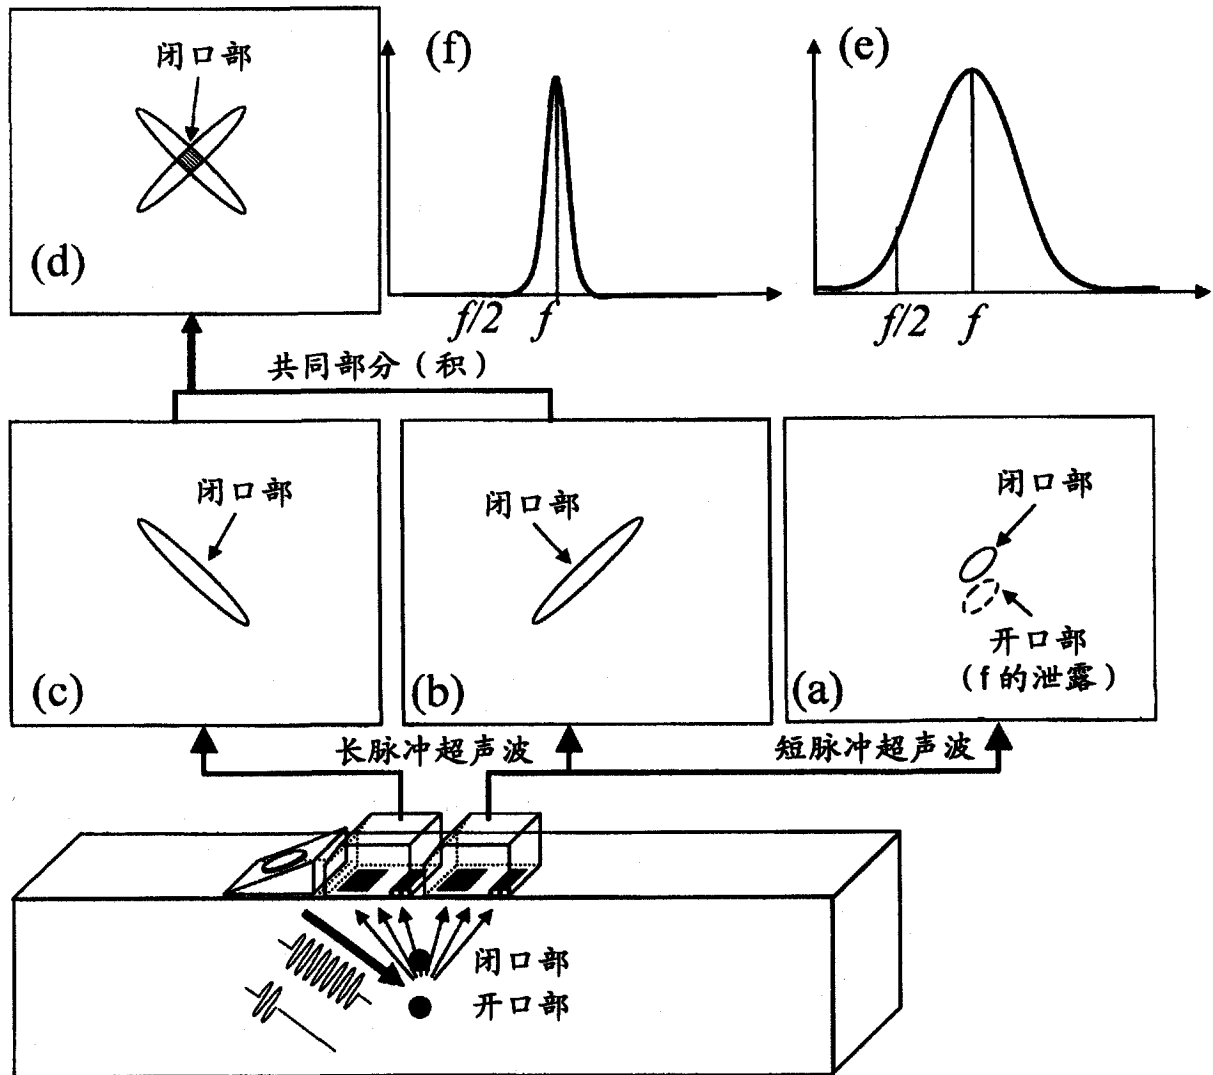 闭口部
(d)
(f)
f/2
f
(e)
f/2
f
共同部分（积）
闭口部
(c)
闭口部
(b)
闭口部
开口部
（f的泄露）
(a)
长脉冲超声波
短脉冲超声波
闭口部
开口部